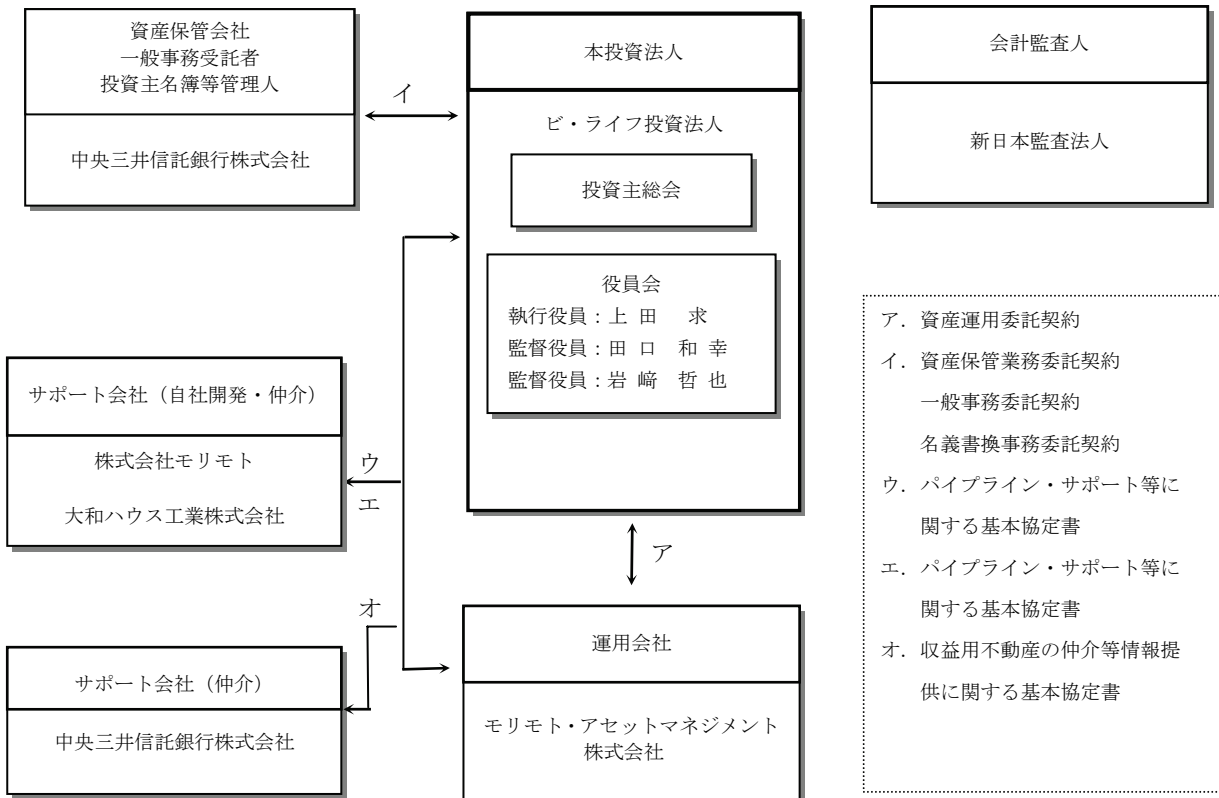 資産保管会社
一般事務受託者
投資主名簿等管理人
中央三井信託銀行株式会社
イ
本投資法人
ビ・ライフ投資法人
投資主総会
役員会
執行役員：上 田　求
監督役員：田 口　和 幸
監督役員：岩 﨑　哲 也
会計監査人
新日本監査法人
サポート会社（自社開発・仲介）
株式会社モリモト
大和ハウス工業株式会社
ウ
エ
ア
オ
サポート会社（仲介）
中央三井信託銀行株式会社
運用会社
モリモト・アセットマネジメント
株式会社
ア．資産運用委託契約
イ．資産保管業務委託契約
一般事務委託契約
名義書換事務委託契約
ウ．パイプライン・サポート等に
関する基本協定書
エ．パイプライン・サポート等に
関する基本協定書
オ．収益用不動産の仲介等情報提
供に関する基本協定書